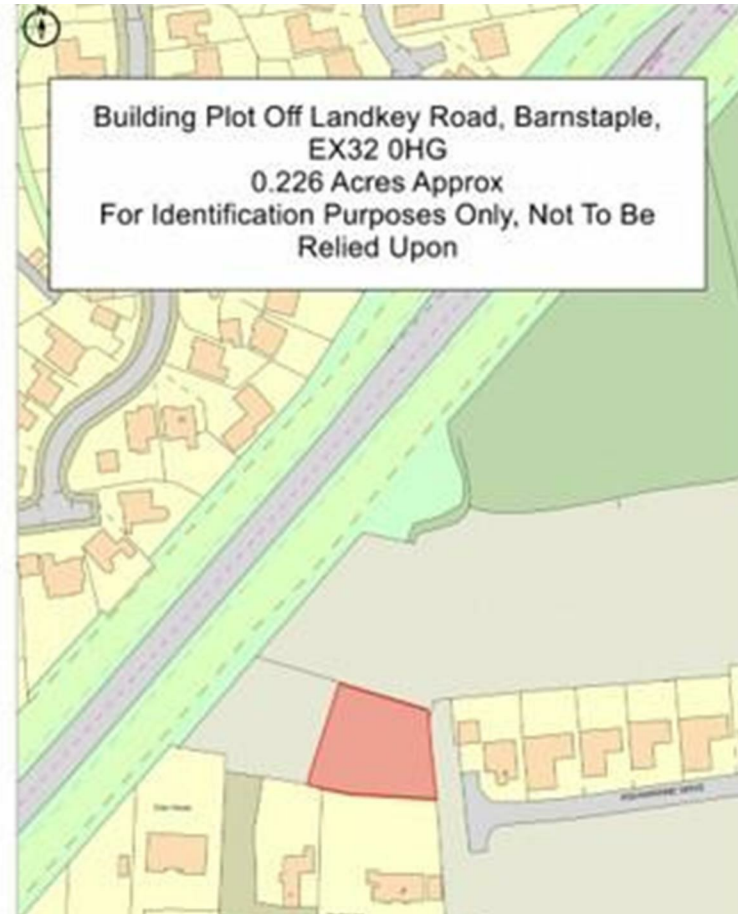 N
Building Plot Off Landkey Road, Barnstaple,
EX32 0HG
0.226 Acres Approx
For Identification Purposes Only, Not To Be
Relied Upon